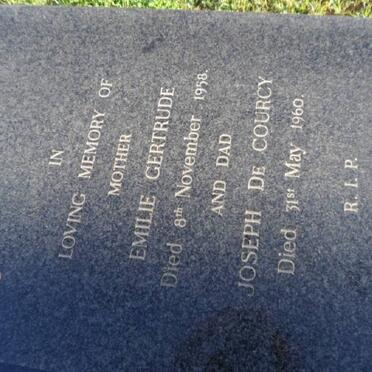 IN
LOVING MEMORY OF
MOTHER
EMILIE GERTRUDE
Died 8th November 1958.
AND DAD
JOSEPH DE COURCY
Died 31st May 1960.
R. I. P.